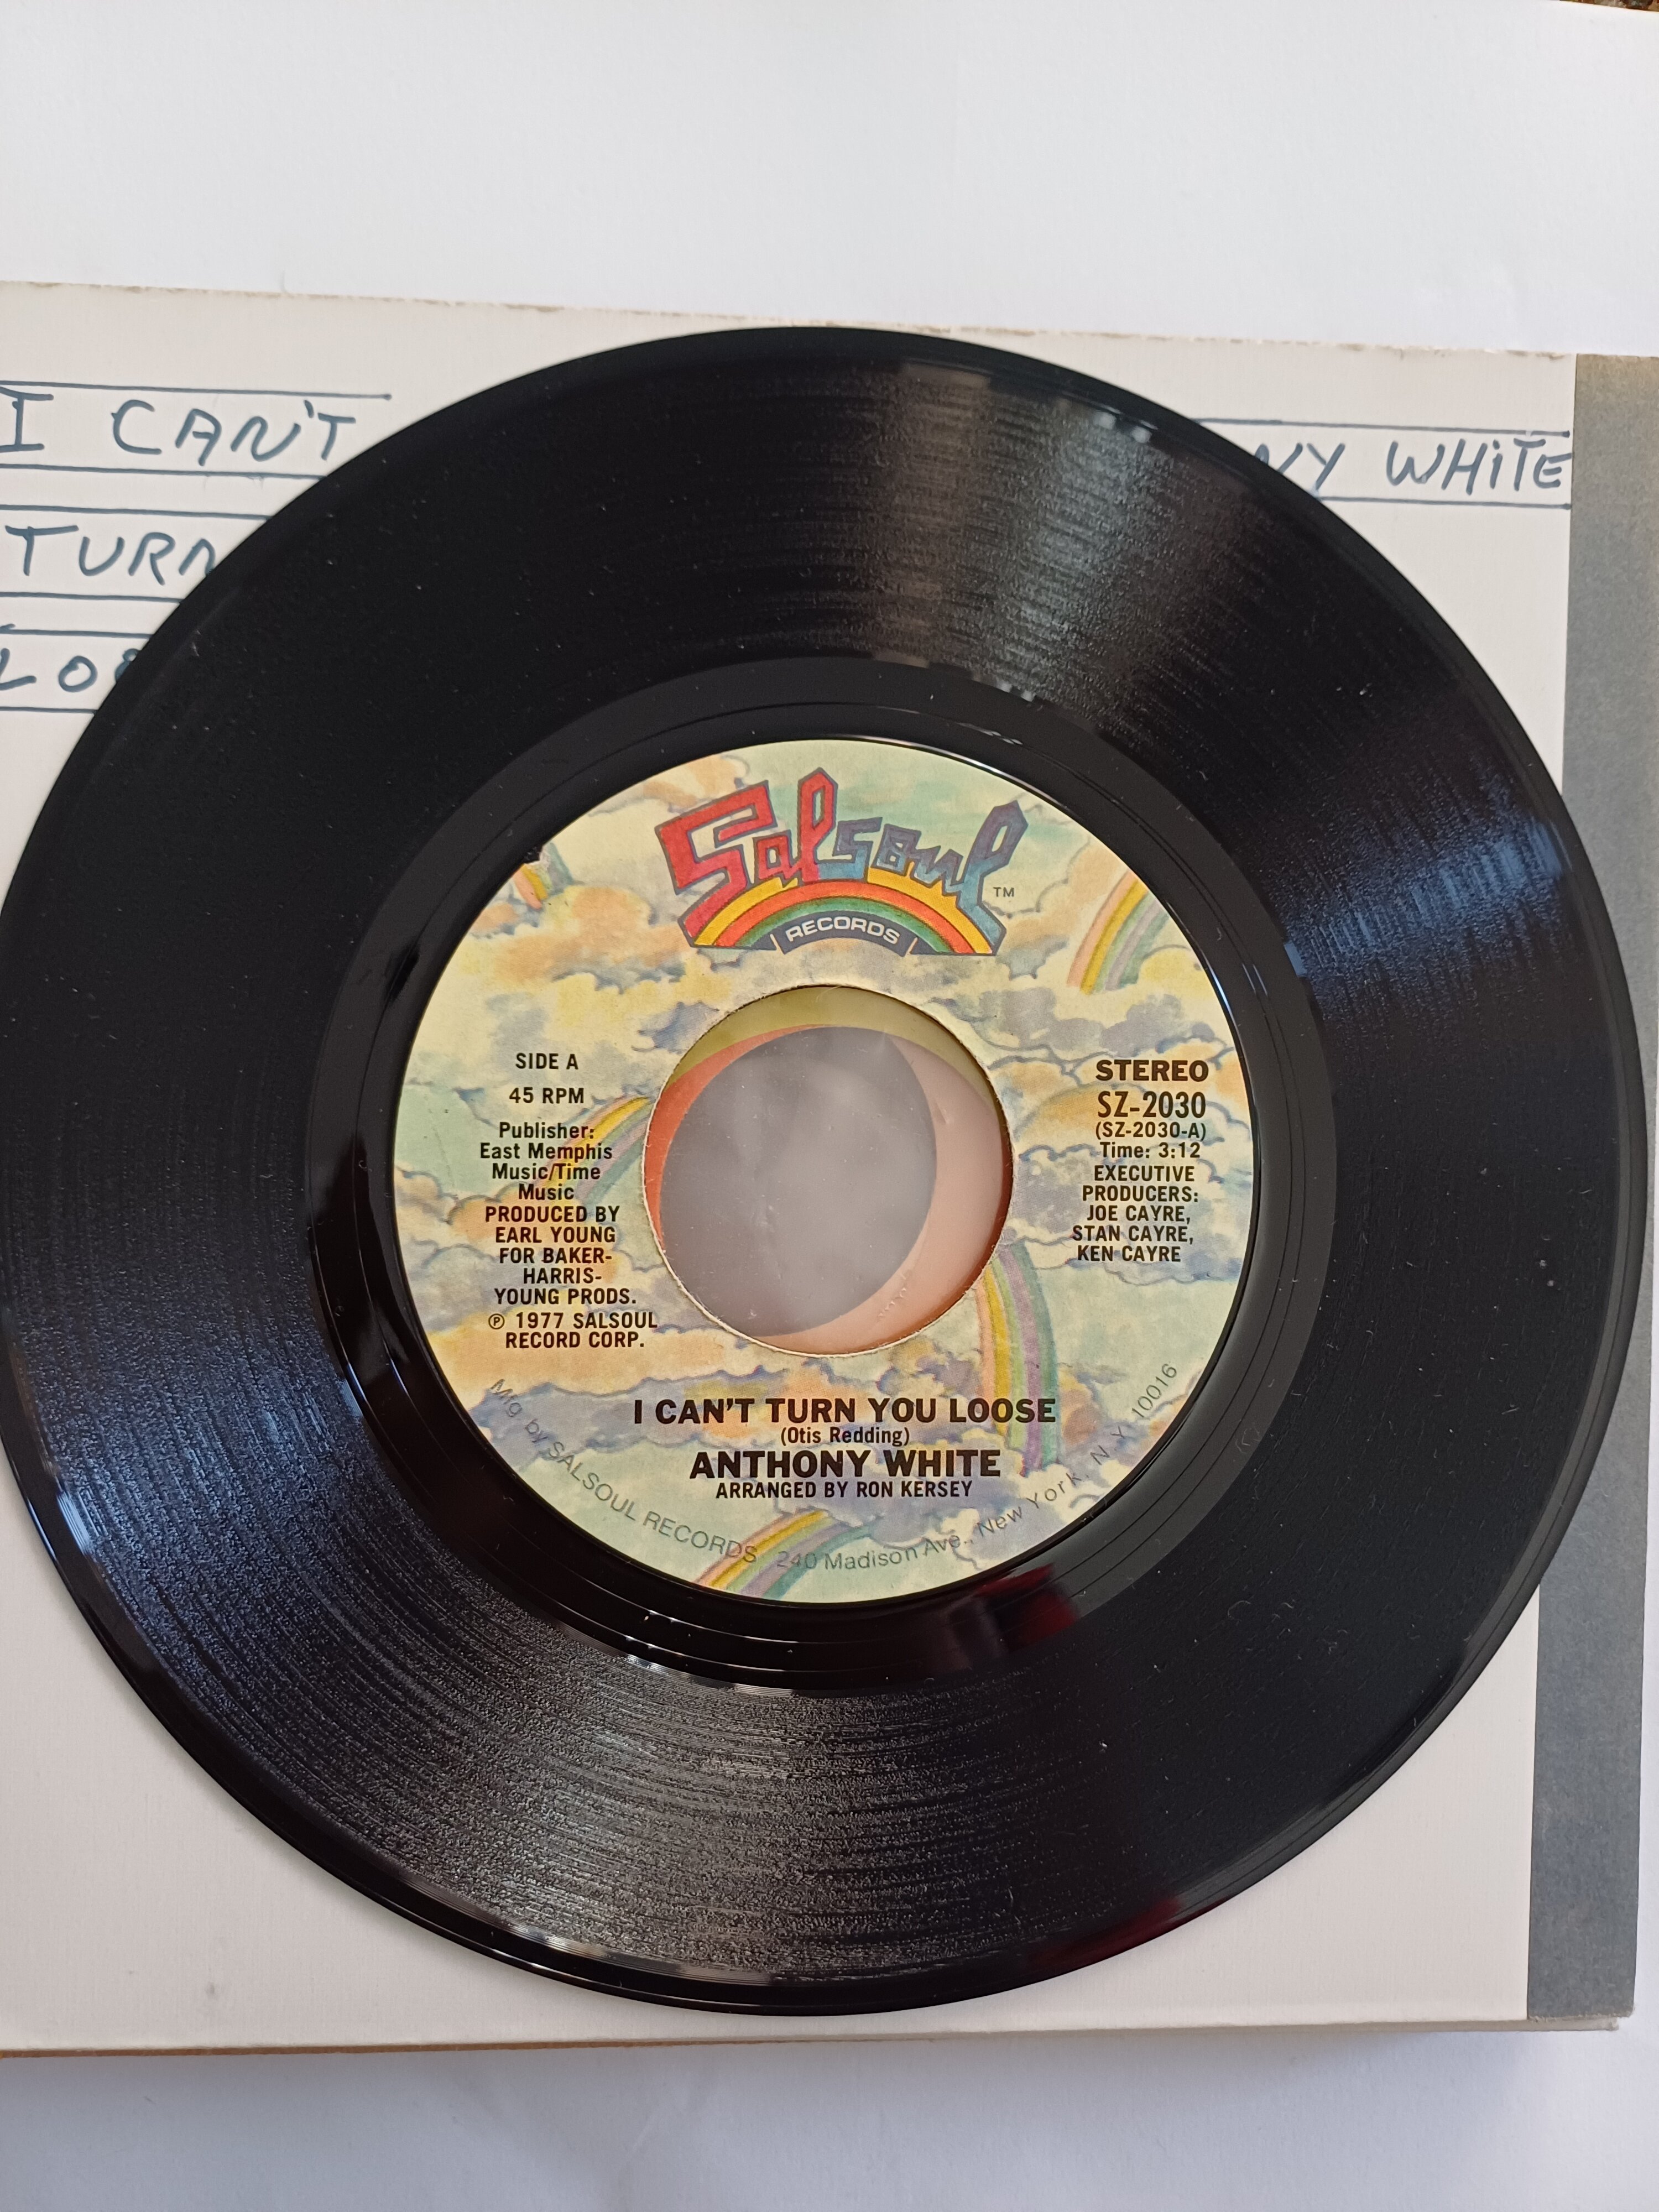 I CAN'T
WHiTE
TURN
Salsoul
TM
RECORDS
SIDE A
45 RPM
Publisher:
East Memphis
Music/Time
Music
PRODUCED BY
EARL YOUNG
FOR BAKER-
HARRIS-
YOUNG PRODS.
℗ 1977 SALSOUL
RECORD CORP.
STEREO
SZ-2030
(SZ-2030-A)
Time: 3:12
EXECUTIVE
PRODUCERS:
JOE CAYRE,
STAN CAYRE,
KEN CAYRE
I CAN'T TURN YOU LOOSE
(Otis Redding)
ANTHONY WHITE
ARRANGED BY RON KERSEY
Mfg by SALSOUL RECORDS 240 Madison Ave., New York, N Y 10016